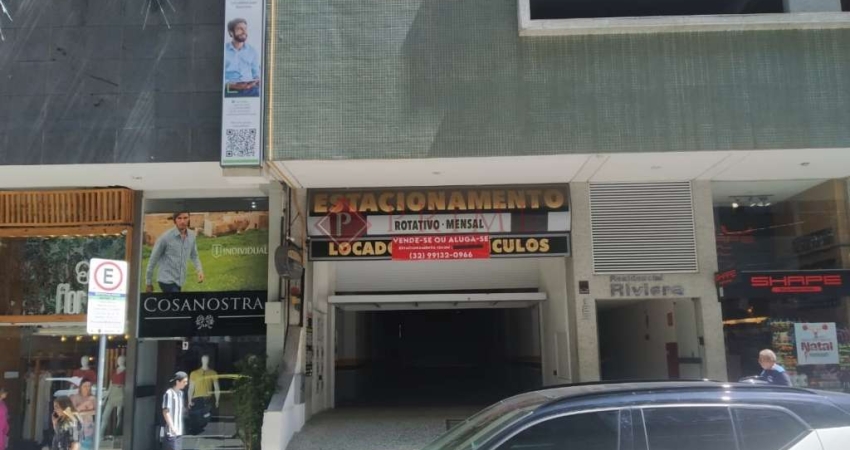 ESTACIONAMENTO
PRIME
ROTATIVO - MENSAL
VENDE-SE OU ALUGA-SE
LOCADO CULOS
(32) 99132-0966
Residencial
Riviera
SHAPE
Natal
E
INDIVIDUAL
COSANOSTRA